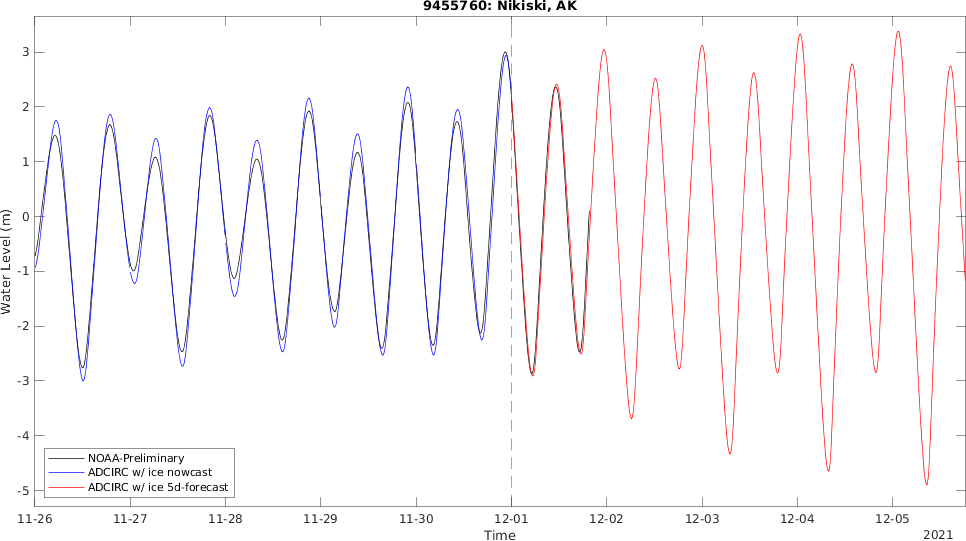 9455760: Nikiski, AK
Water Level (m)
3
2
1
0
-1
-2
-3
-4
-5
NOAA-Preliminary
ADCIRC w/ ice nowcast
ADCIRC w/ ice 5d-forecast
11-26 11-27 11-28 11-29 11-30 12-01 12-02 12-03 12-04 12-05
Time
2021